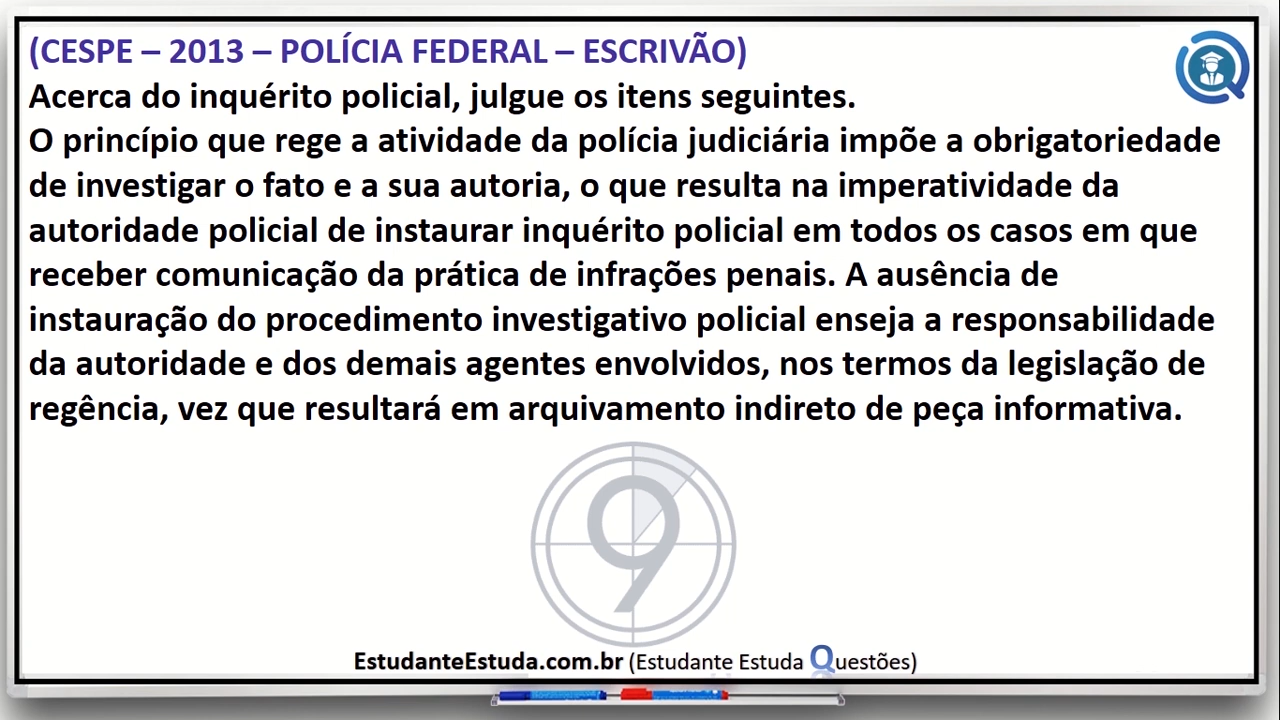 (CESPE – 2013 – POLÍCIA FEDERAL – ESCRIVÃO)
Acerca do inquérito policial, julgue os itens seguintes.
O princípio que rege a atividade da polícia judiciária impõe a obrigatoriedade
de investigar o fato e a sua autoria, o que resulta na imperatividade da
autoridade policial de instaurar inquérito policial em todos os casos em que
receber comunicação da prática de infrações penais. A ausência de
instauração do procedimento investigativo policial enseja a responsabilidade
da autoridade e dos demais agentes envolvidos, nos termos da legislação de
regência, vez que resultará em arquivamento indireto de peça informativa.
9
EstudanteEstuda.com.br (Estudante Estuda Questões)